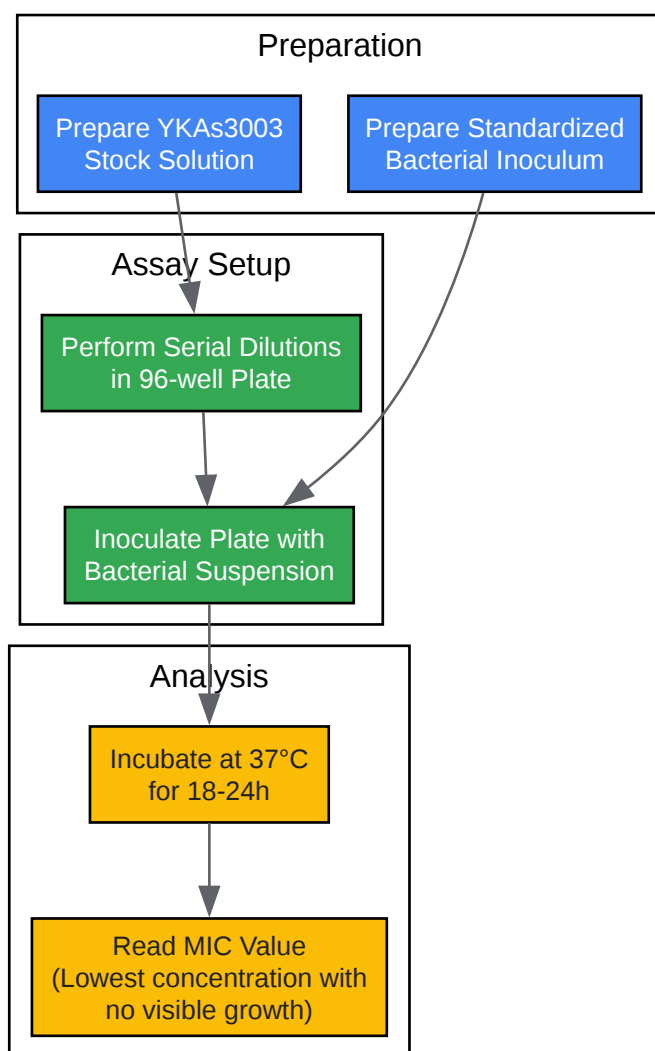 Preparation
Prepare YKAs3003
Stock Solution
Prepare Standardized
Bacterial Inoculum
Assay Setup
Perform Serial Dilutions
in 96-well Plate
Inoculate Plate with
Bacterial Suspension
Analysis
Incubate at 37°C
for 18-24h
Read MIC Value
(Lowest concentration with
no visible growth)